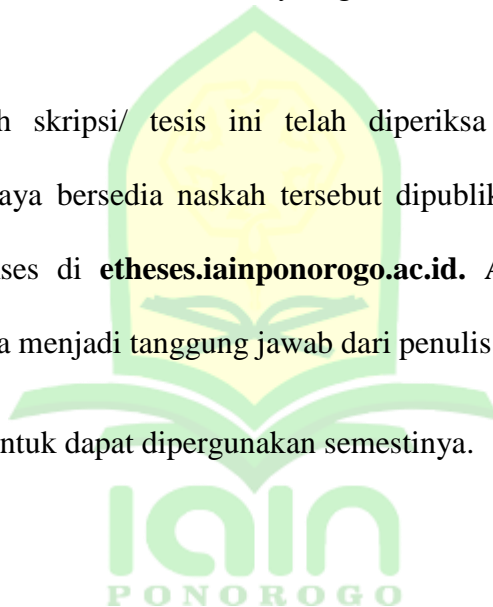 h skripsi/ tesis ini telah diperiksa
aya bersedia naskah tersebut dipublik
ses di etheses.iainponorogo.ac.id. A
a menjadi tanggung jawab dari penulis
ntuk dapat dipergunakan semestinya.
iain
PONOROGO